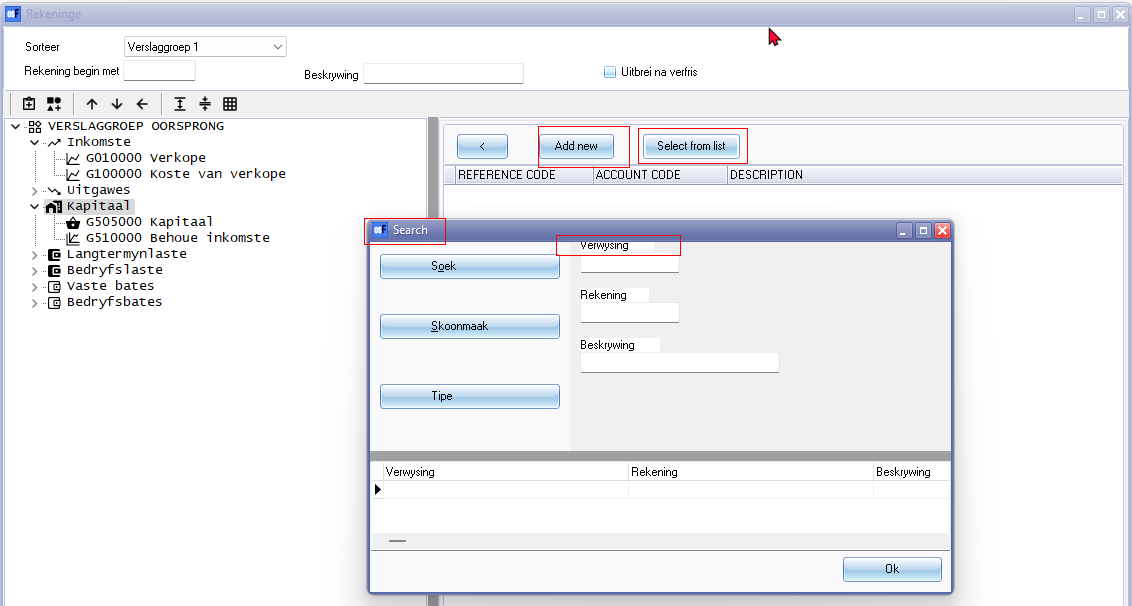 Rekeninge
Sorteer Verslaggroep 1
Rekening begin met Beskrywing Uitbrei na verfris
VERSLAGGROEP OORSPRONG
Inkomste
G010000 Verkope
G100000 Koste van verkope
Uitgawes
Kapitaal
G505000 Kapitaal
G510000 Behoue inkomste
Langtermynlaste
Bedryfslaste
Vaste bates
Bedryfsbates
< Add new Select from list
REFERENCE CODE ACCOUNT CODE DESCRIPTION
Search
Soek
Skoonmaak
Tipe
Verwysing
Rekening
Beskrywing
Verwysing Rekening Beskrywing
Ok